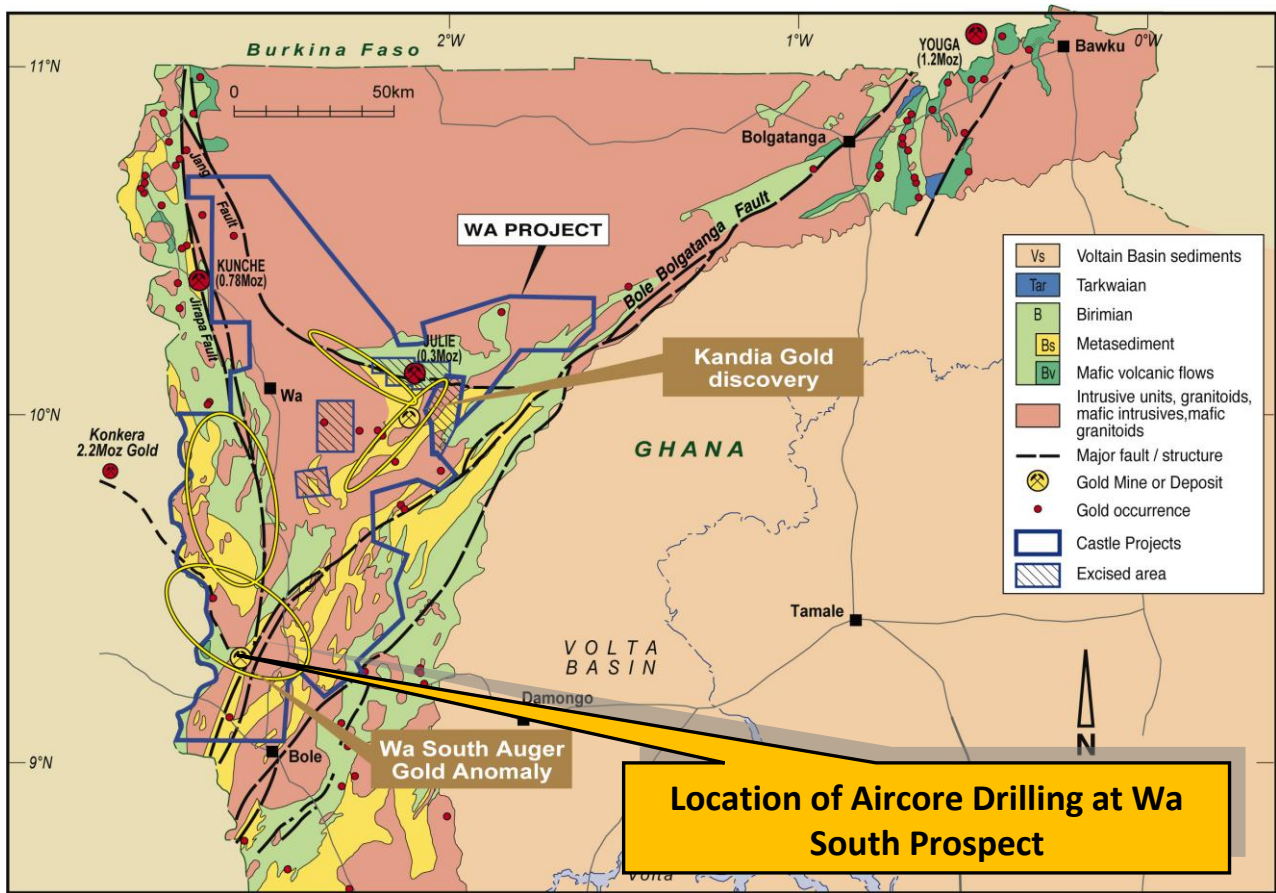 2°W
1°W
0°W
Burkina Faso
YOUGA
(1.2Moz)
Bawku
11°N
11°N
0 50km
Bolgatanga
Jang
Fault
Bole Bolgatanga Fault
WA PROJECT
KUNCHE
(0.78Moz)
Jirapa Fault
JULIE
(0.3Moz)
Kandia Gold
discovery
Wa
10°N
10°N
Konkera
2.2Moz Gold
GHANA
Vs Voltain Basin sediments
Tar Tarkwaian
B Birimian
Bs Metasediment
Bv Mafic volcanic flows
Intrusive units, granitoids,
mafic intrusives,mafic
granitoids
Major fault / structure
Gold Mine or Deposit
Gold occurrence
Castle Projects
Excised area
Tamale
VOLTA
BASIN
Damongo
N
Wa South Auger
Gold Anomaly
Bole
9°N
Location of Aircore Drilling at Wa
South Prospect
Volta